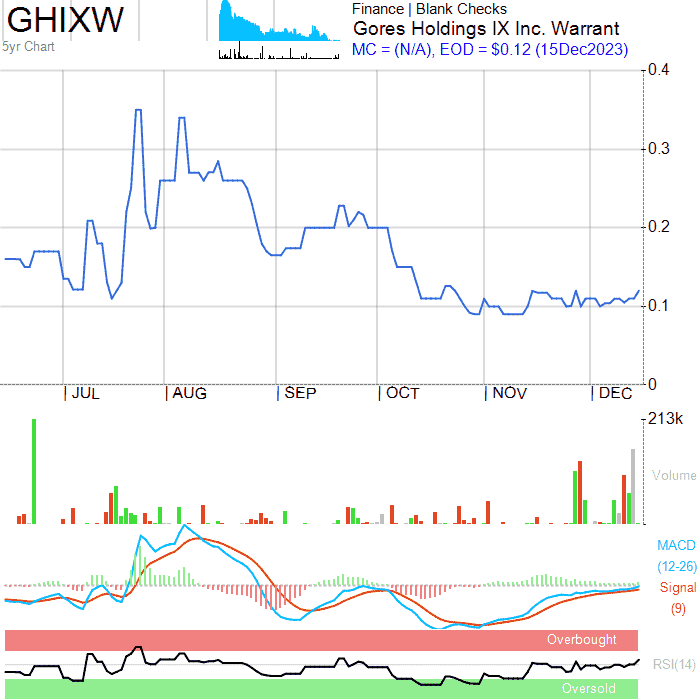 GHIXW
5yr Chart
Finance | Blank Checks
Gores Holdings IX Inc. Warrant
MC = (N/A), EOD = $0.12 (15Dec2023)
0.4
0.3
0.2
0.1
0
JUL AUG SEP OCT NOV DEC
213k
Volume
MACD
(12-26)
Signal
(9)
Overbought
RSI(14)
Oversold